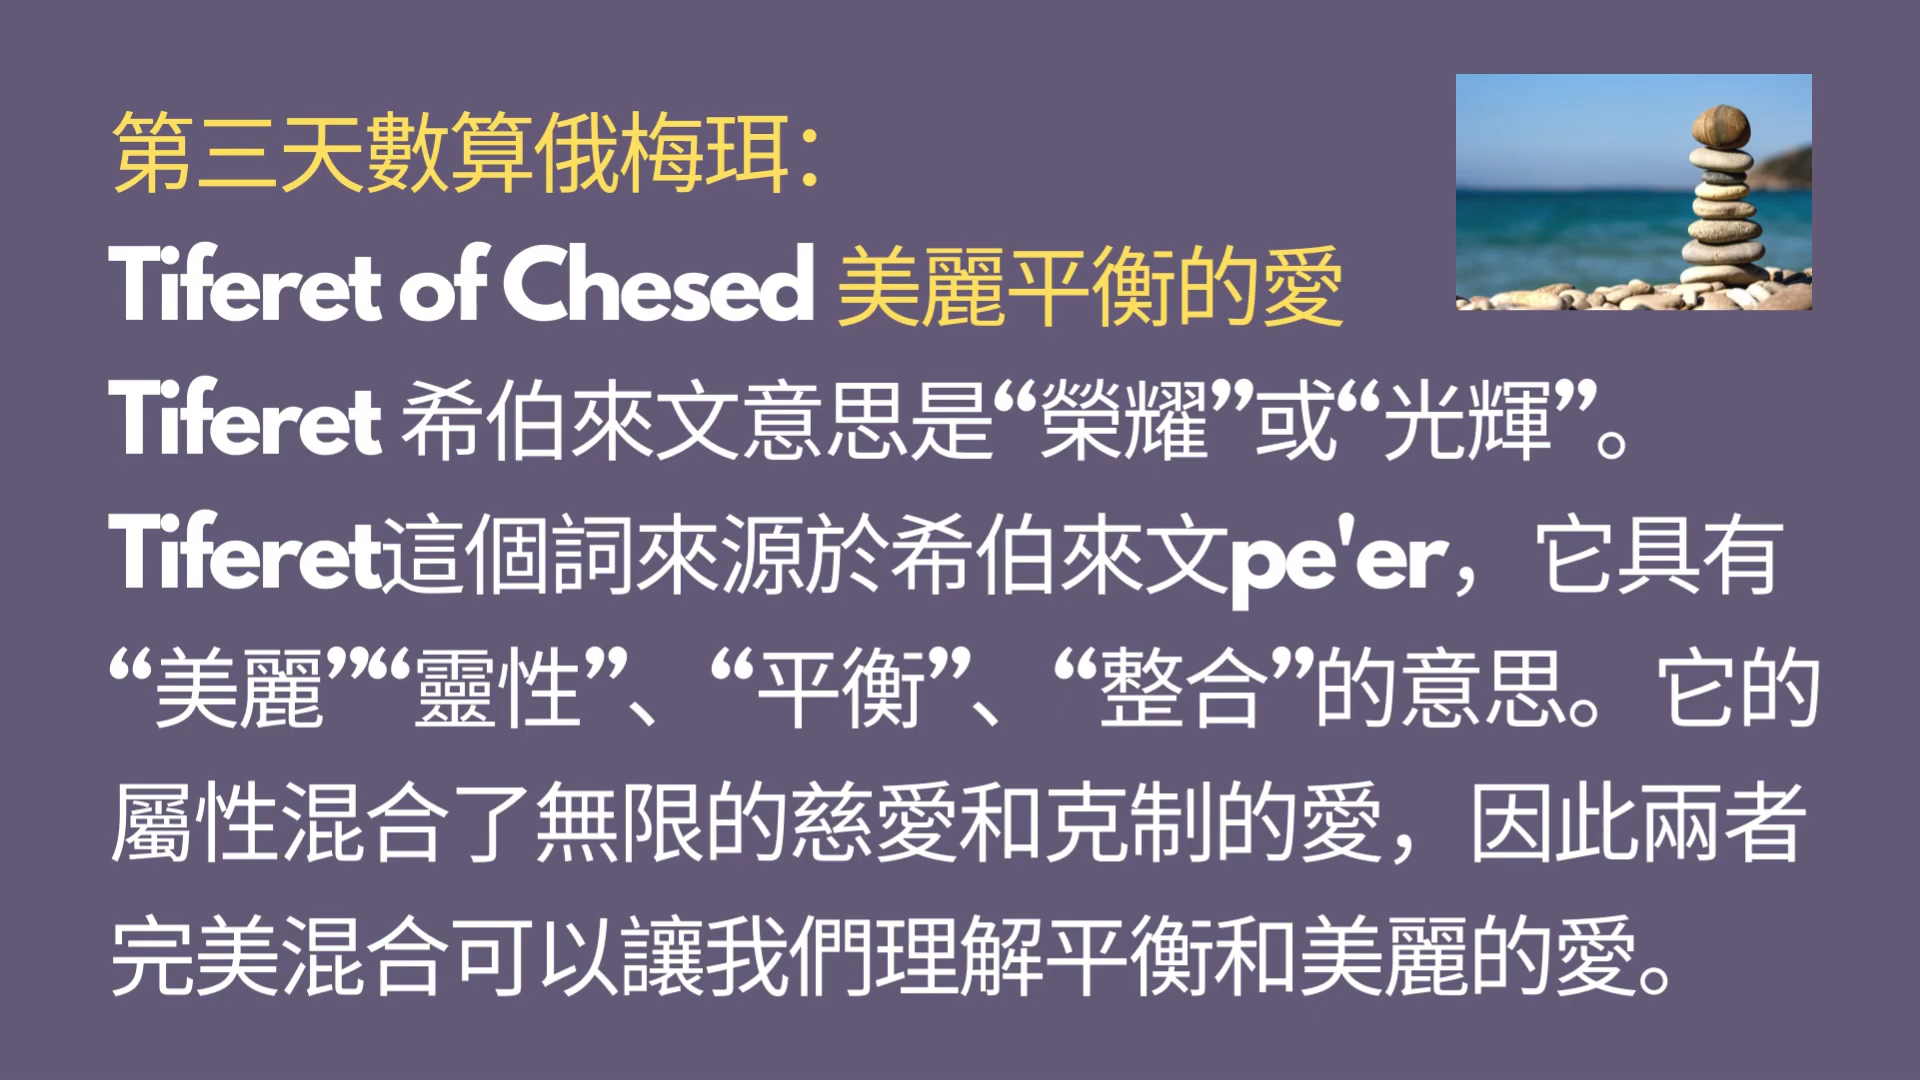 第三天數算俄梅珥：
Tiferet of Chesed 美麗平衡的愛
Tiferet 希伯來文意思是“榮耀”或“光輝”。
Tiferet這個詞來源於希伯來文pe'er，它具有
“美麗”“靈性”、“平衡”、“整合”的意思。它的
屬性混合了無限的慈愛和克制的愛，因此兩者
完美混合可以讓我們理解平衡和美麗的愛。